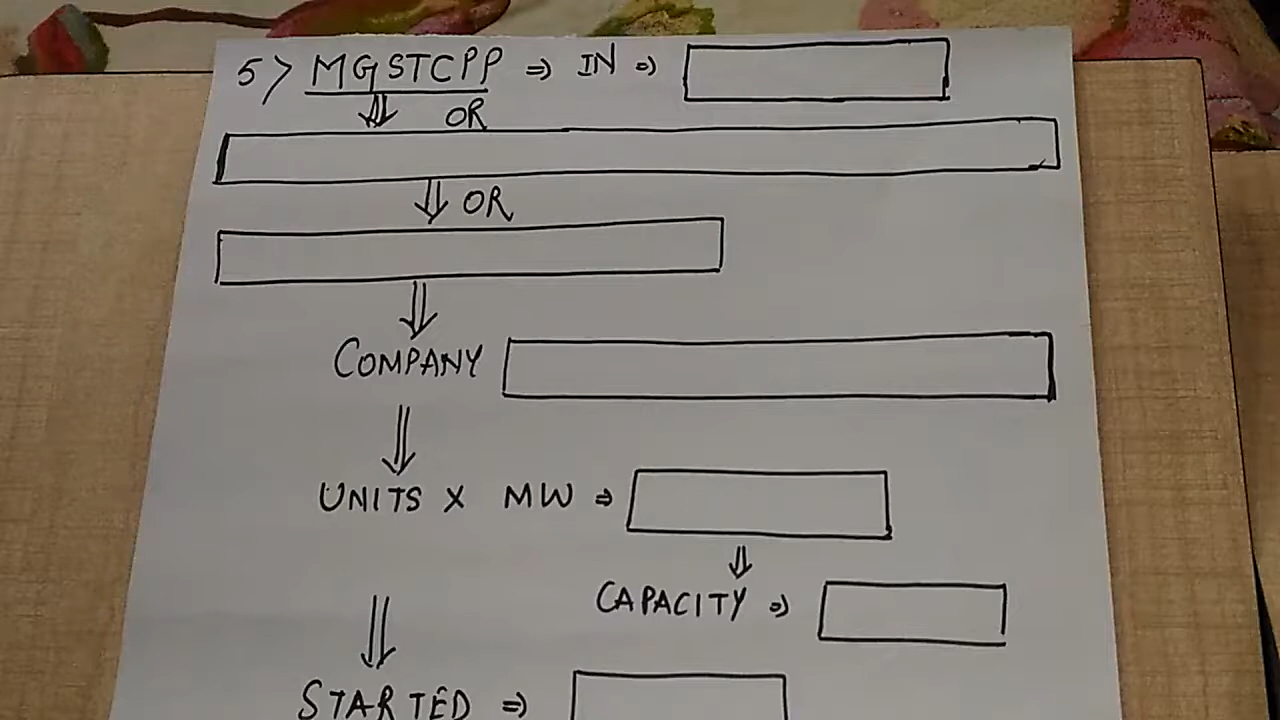 5> MGSTCPP ⇒ IN ⇒
⇓ OR
⇓ OR
⇓
COMPANY
⇓
UNITS X MW ⇒
⇓
CAPACITY ⇒
⇓
STARTED ⇒